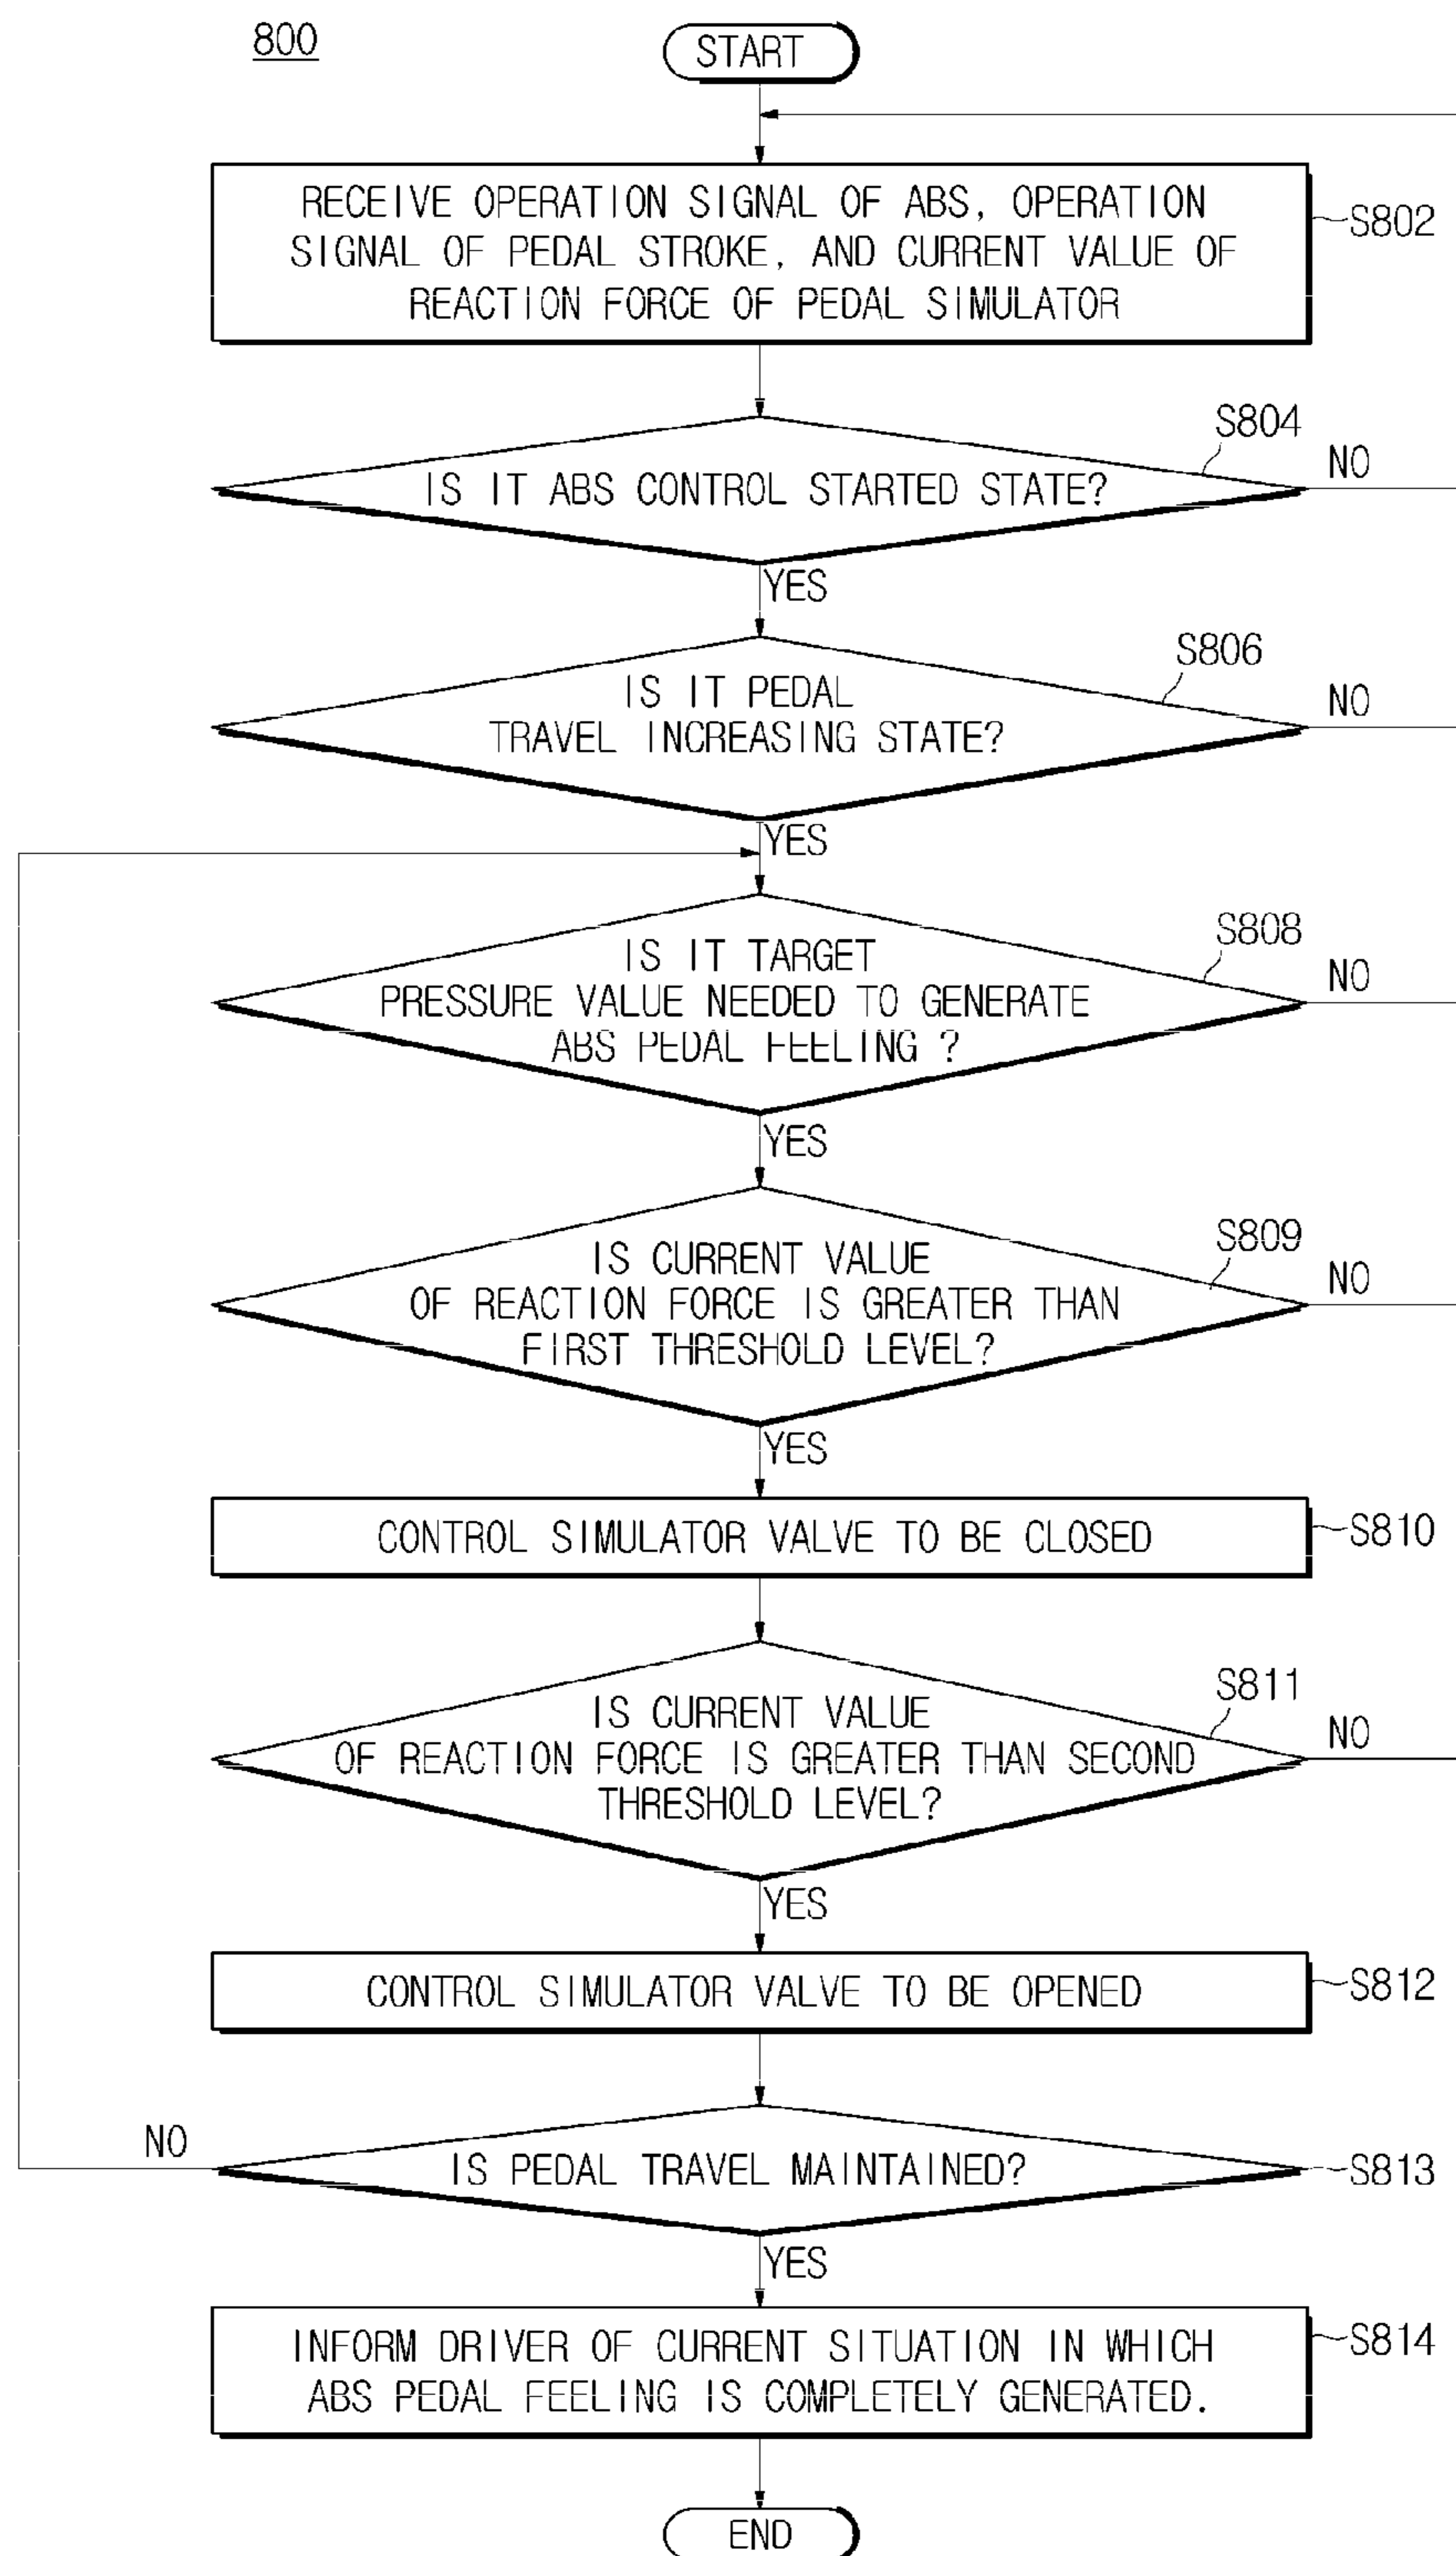 800
START
RECEIVE OPERATION SIGNAL OF ABS, OPERATION
SIGNAL OF PEDAL STROKE, AND CURRENT VALUE OF
REACTION FORCE OF PEDAL SIMULATOR
S802
S804
IS IT ABS CONTROL STARTED STATE?
NO
YES
S806
IS IT PEDAL
TRAVEL INCREASING STATE?
NO
YES
S808
IS IT TARGET
PRESSURE VALUE NEEDED TO GENERATE
ABS PEDAL FEELING ?
NO
YES
S809
IS CURRENT VALUE
OF REACTION FORCE IS GREATER THAN
FIRST THRESHOLD LEVEL?
NO
YES
CONTROL SIMULATOR VALVE TO BE CLOSED
S810
S811
IS CURRENT VALUE
OF REACTION FORCE IS GREATER THAN SECOND
THRESHOLD LEVEL?
NO
YES
CONTROL SIMULATOR VALVE TO BE OPENED
S812
NO
IS PEDAL TRAVEL MAINTAINED?
S813
YES
INFORM DRIVER OF CURRENT SITUATION IN WHICH
ABS PEDAL FEELING IS COMPLETELY GENERATED.
S814
END